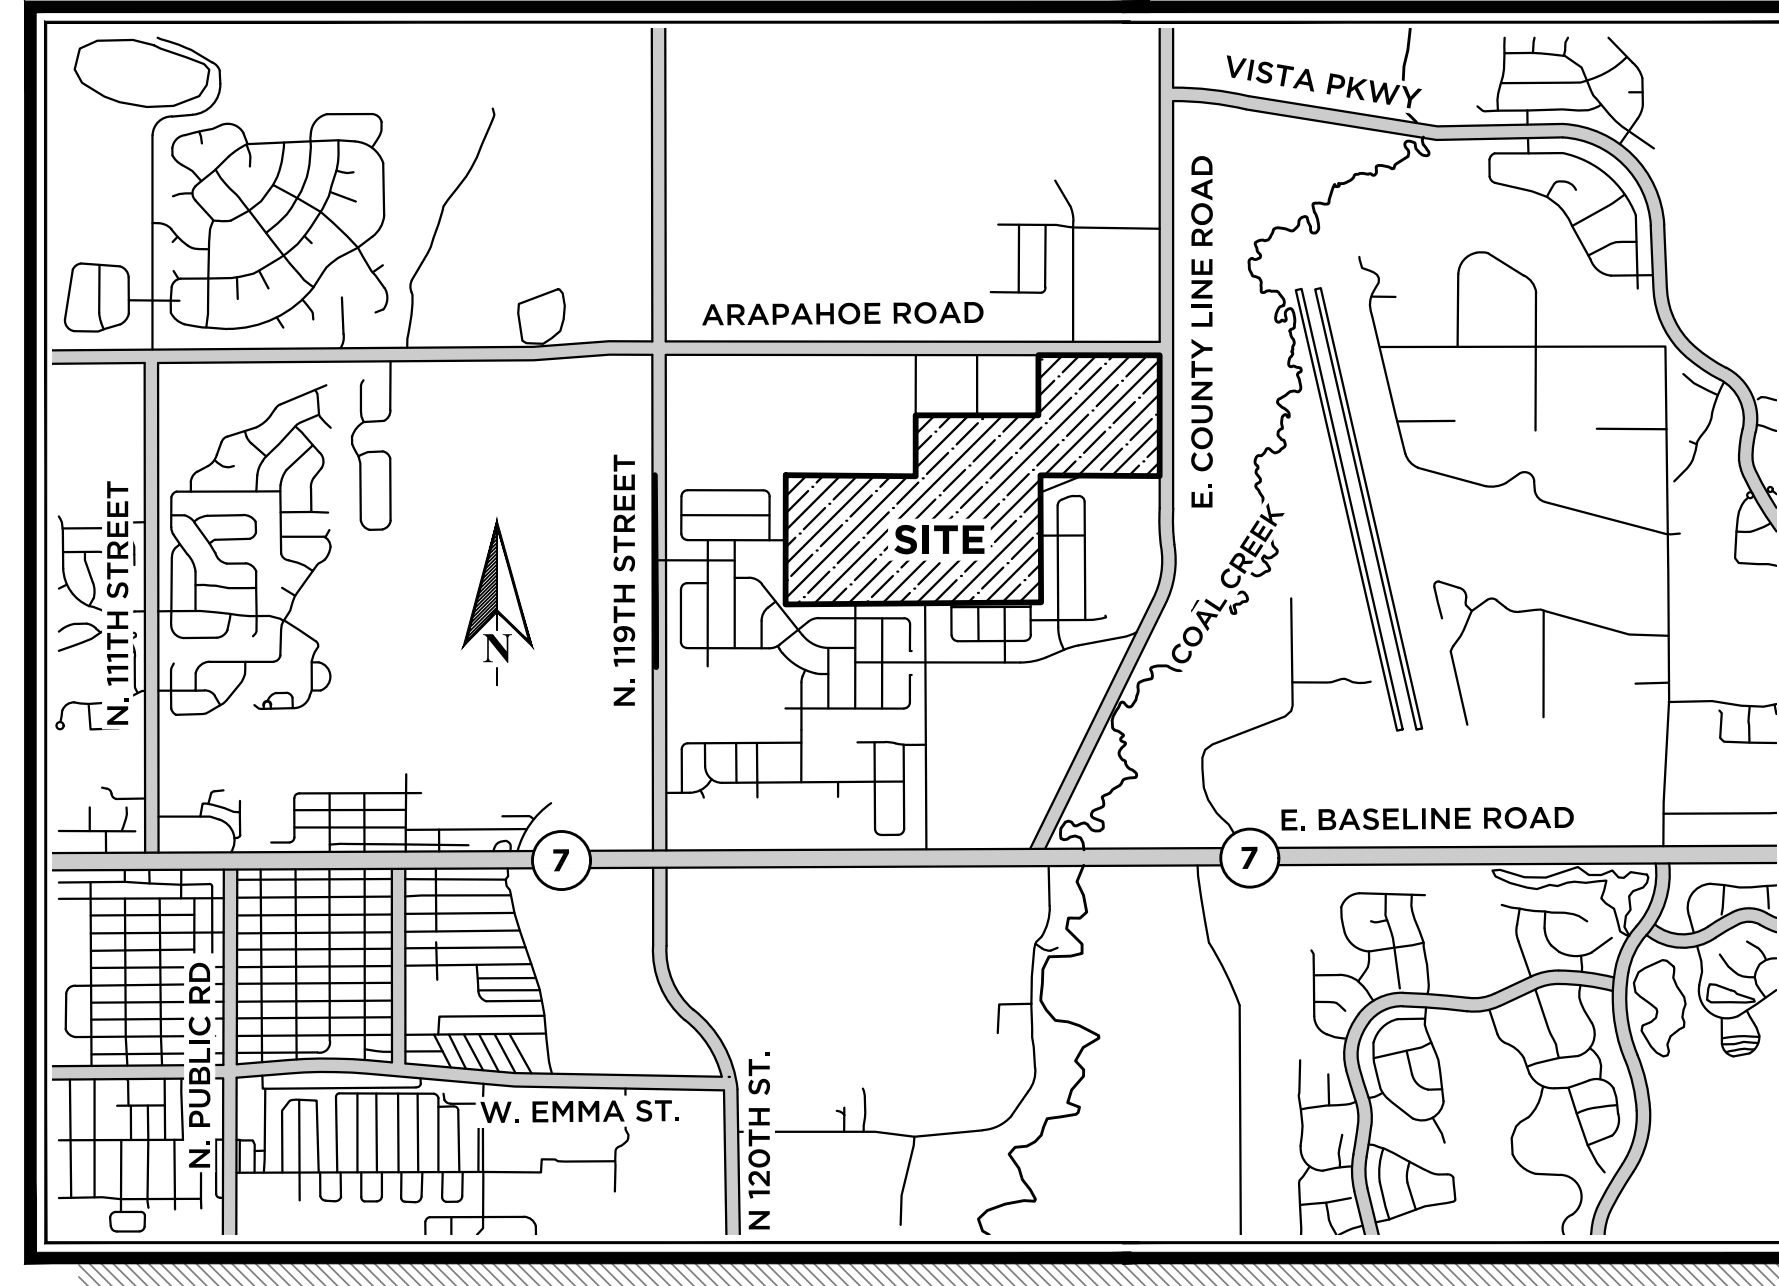 VISTA PKWY
E. COUNTY LINE ROAD
ARAPAHOE ROAD
N. 111TH STREET
N. 119TH STREET
SITE
COAL CREEK
N
E. BASELINE ROAD
7
7
N. PUBLIC RD
W. EMMA ST.
N 120TH ST.